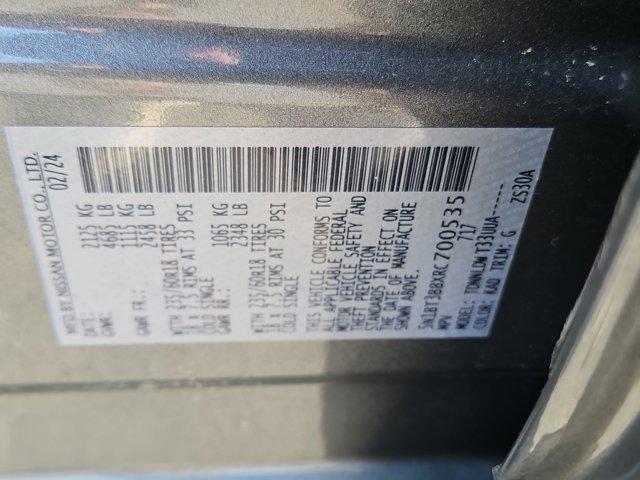 MFD BY NISSAN MOTOR CO., LTD.
DATE: 02/24
GVWR: 2125 KG
4685 LB
GAWR FR.: 1115 KG
2458 LB
WITH 235/60R18 TIRES
18 X 7.5 RIMS AT 33 PSI
COLD SINGLE
GAWR RR: 1065 KG
2348 LB
WITH 235/60R18 TIRES
18 X 7.5 RIMS AT 30 PSI
COLD SINGLE
THIS VEHICLE CONFORMS TO
ALL APPLICABLE FEDERAL
MOTOR VEHICLE SAFETY AND
THEFT PREVENTION
STANDARDS IN EFFECT ON
THE DATE OF MANUFACTURE
SHOWN ABOVE.
5N1BT3BBXRC700535
MPV 717
MODEL: T33UUA-----
COLOR: KAD TRIM: G ZS30A